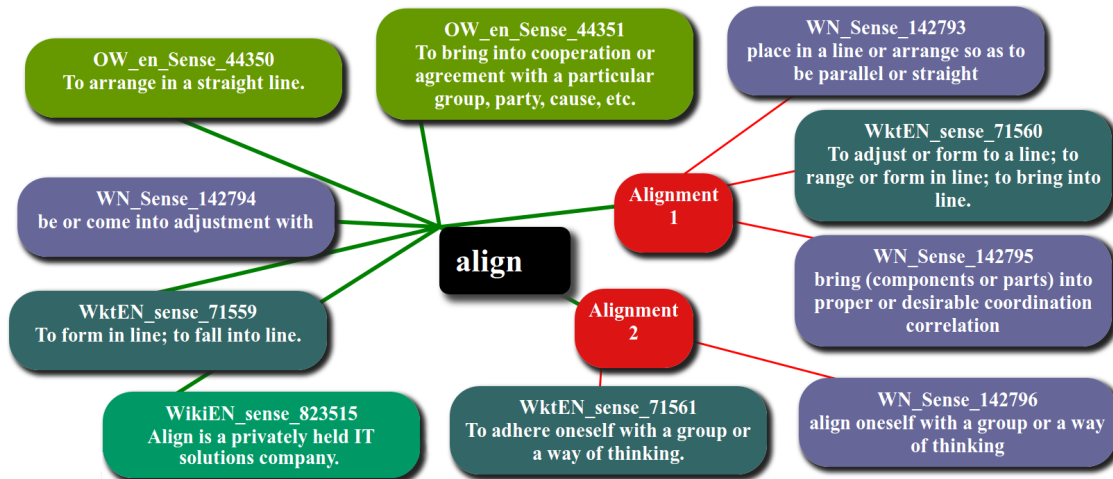 OW_en_Sense_44350
To arrange in a straight line.
OW_en_Sense_44351
To bring into cooperation or
agreement with a particular
group, party, cause, etc.
WN_Sense_142793
place in a line or arrange so as to
be parallel or straight
WktEN_sense_71560
To adjust or form to a line; to
range or form in line; to bring into
line.
WN_Sense_142794
be or come into adjustment with
Alignment
1
align
WN_Sense_142795
bring (components or parts) into
proper or desirable coordination
correlation
WktEN_sense_71559
To form in line; to fall into line.
Alignment
2
WikiEN_sense_823515
Align is a privately held IT
solutions company.
WktEN_sense_71561
To adhere oneself with a group or
a way of thinking.
WN_Sense_142796
align oneself with a group or a way
of thinking